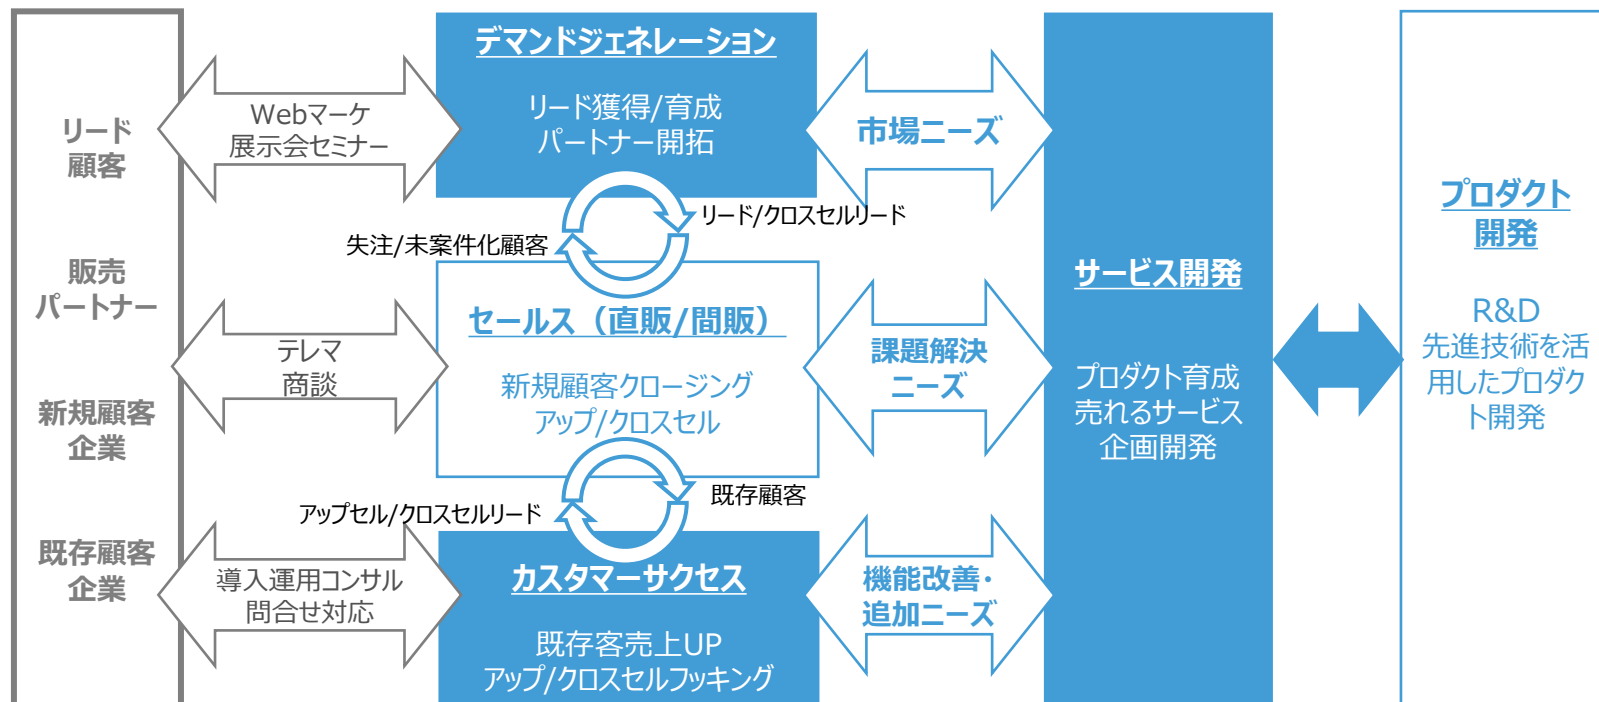 リード
顧客
販売
パートナー
新規顧客
企業
既存顧客
企業
Webマーケ
展示会セミナー
テレマ
商談
導入運用コンサル
問合せ対応
デマンドジェネレーション
リード獲得/育成
パートナー開拓
リード/クロスセルリード
失注/未案件化顧客
セールス（直販/間販）
新規顧客クロージング
アップ/クロスセル
既存顧客
アップセル/クロスセルリード
カスタマーサクセス
既存客売上UP
アップ/クロスセルフッキング
市場ニーズ
課題解決
ニーズ
機能改善・
追加ニーズ
サービス開発
プロダクト育成
売れるサービス
企画開発
プロダクト
開発
R&D
先進技術を活
用したプロダク
ト開発